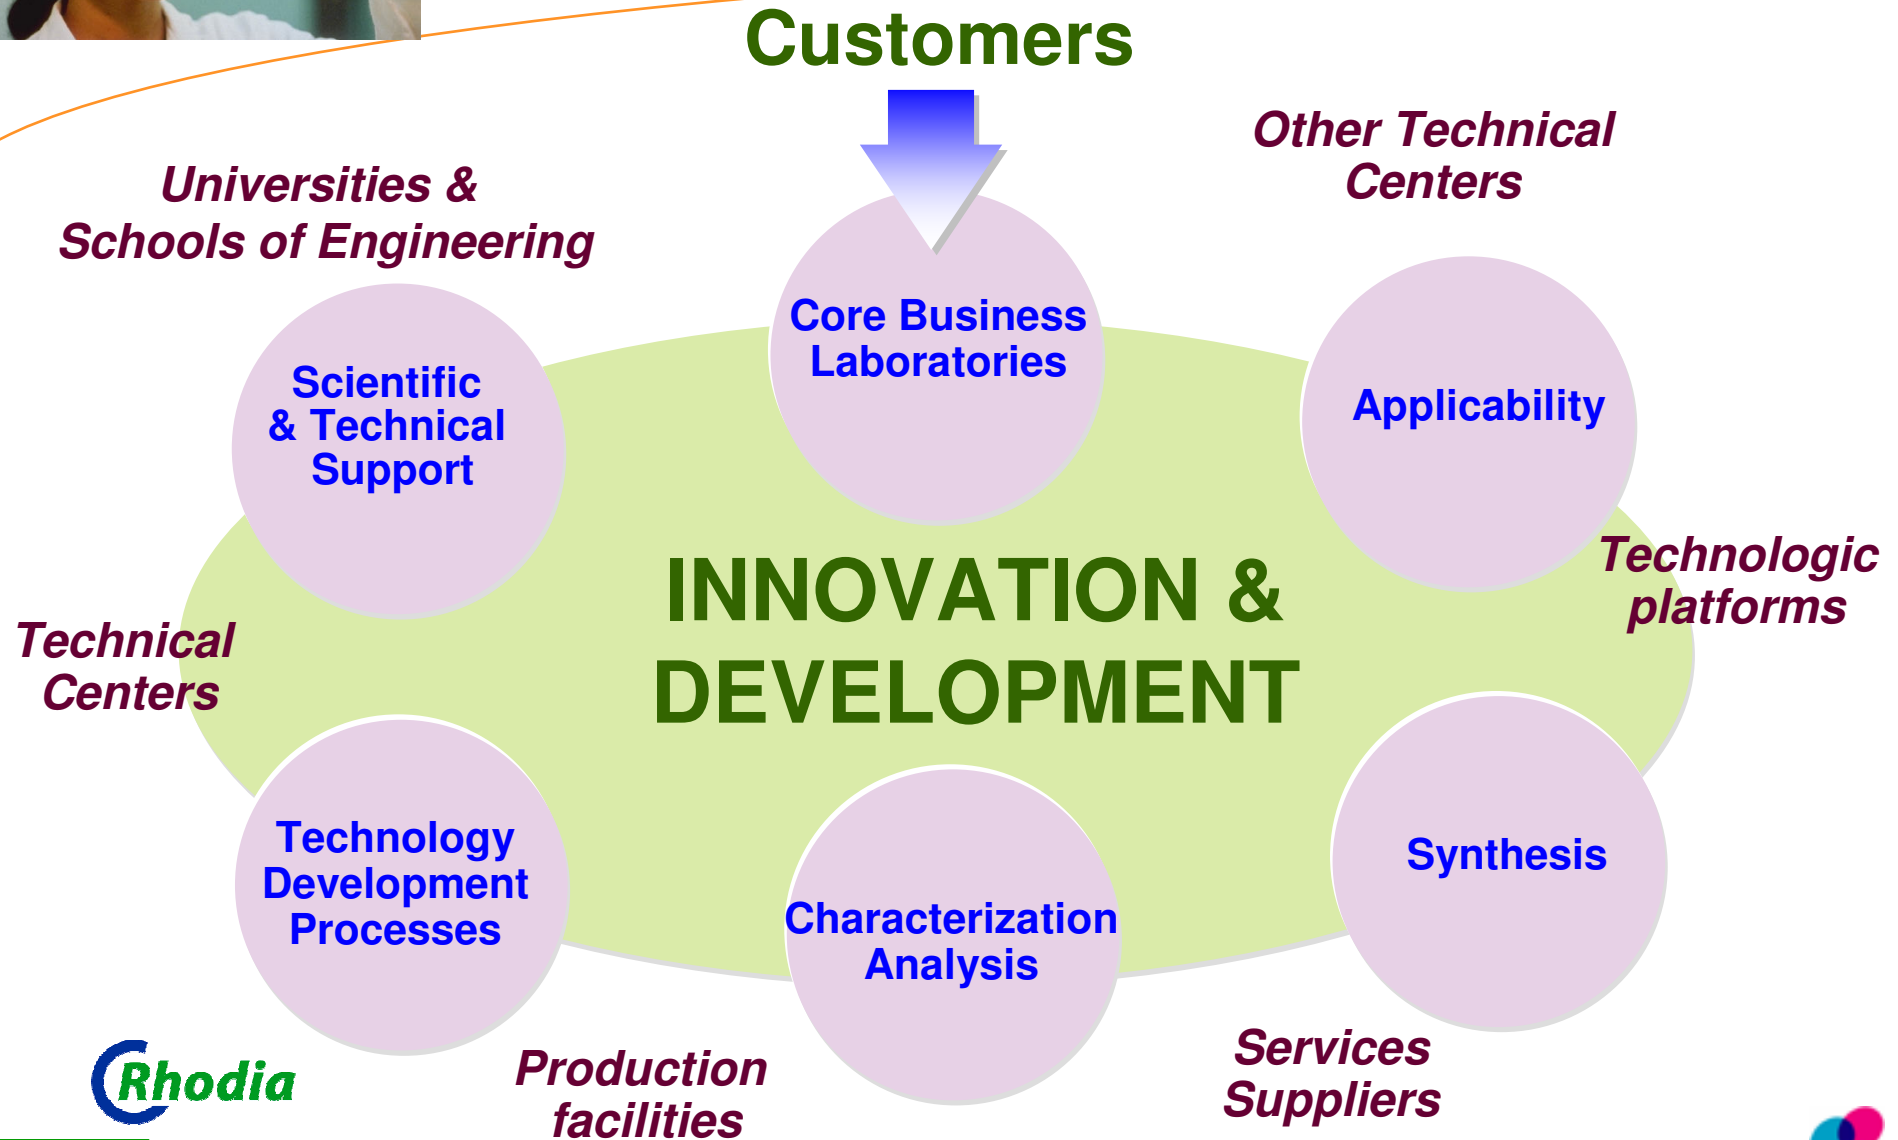 Customers
Other Technical
Centers
Universities &
Schools of Engineering
Core Business
Laboratories
Scientific
& Technical
Support
Applicability
INNOVATION &
DEVELOPMENT
Technologic
platforms
Technical
Centers
Technology
Development
Processes
Characterization
Analysis
Synthesis
Services
Suppliers
Production
facilities
Rhodia